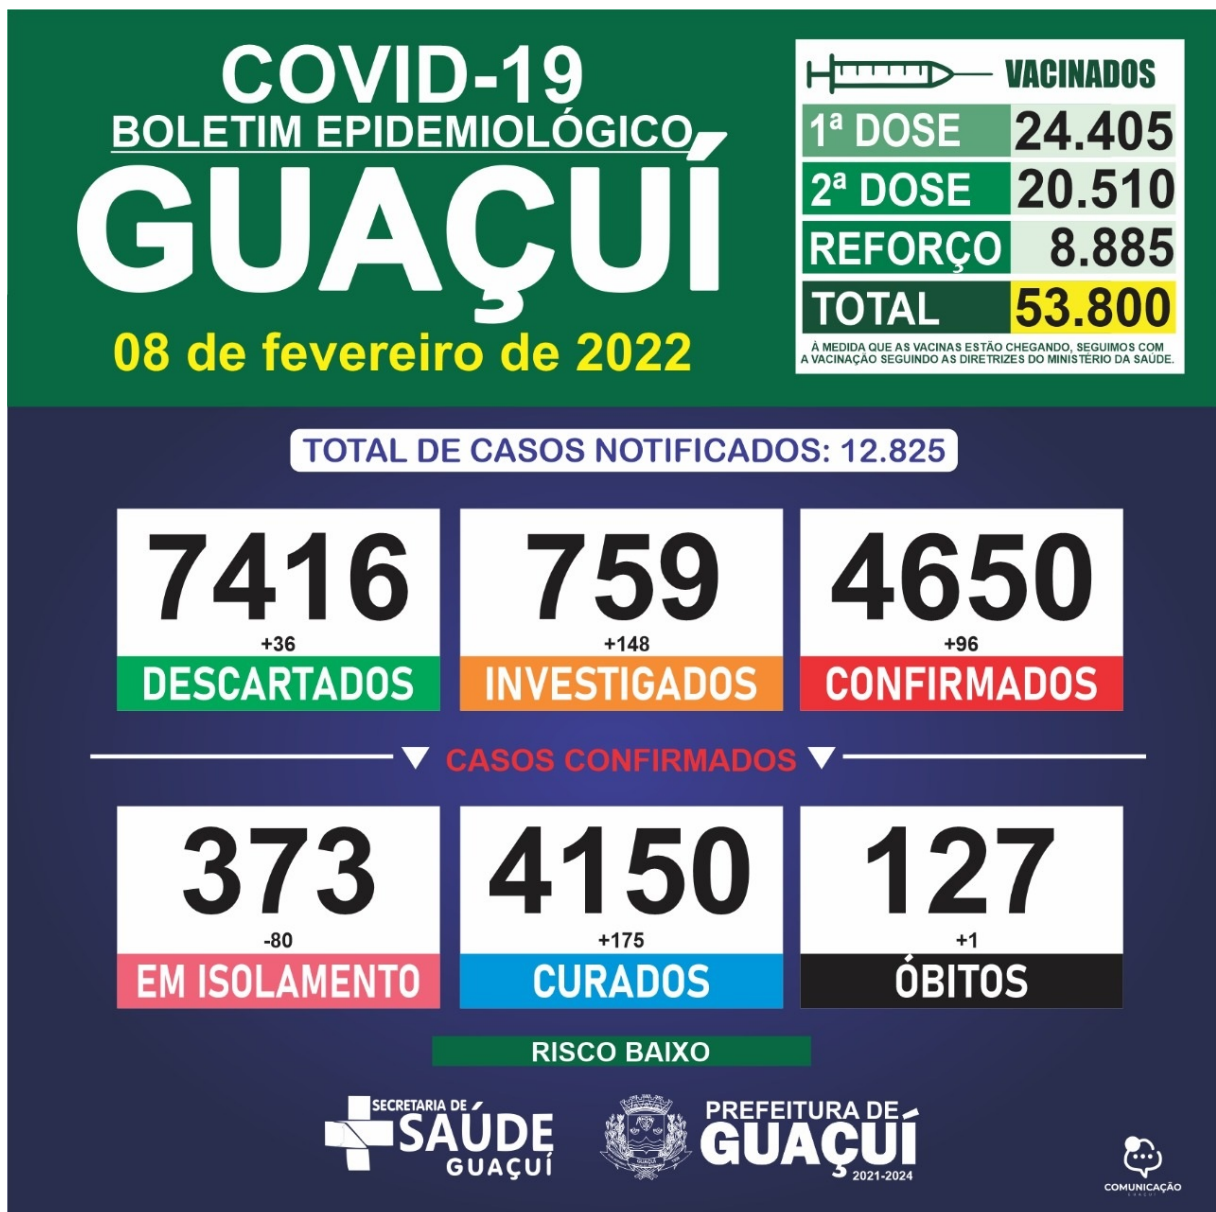 COVID-19
BOLETIM EPIDEMIOLÓGICO
GUAÇUÍ
08 de fevereiro de 2022
VACINADOS
1ª DOSE 24.405
2ª DOSE 20.510
REFORÇO 8.885
TOTAL 53.800
À MEDIDA QUE AS VACINAS ESTÃO CHEGANDO, SEGUIMOS COM
A VACINAÇÃO SEGUINDO AS DIRETRIZES DO MINISTÉRIO DA SAÚDE.
TOTAL DE CASOS NOTIFICADOS: 12.825
7416
+36
DESCARTADOS
759
+148
INVESTIGADOS
4650
+96
CONFIRMADOS
CASOS CONFIRMADOS
373
-80
EM ISOLAMENTO
4150
+175
CURADOS
127
+1
ÓBITOS
RISCO BAIXO
SECRETARIA DE
SAÚDE
GUAÇUÍ
PREFEITURA DE
GUAÇUÍ
2021-2024
COMUNICAÇÃO